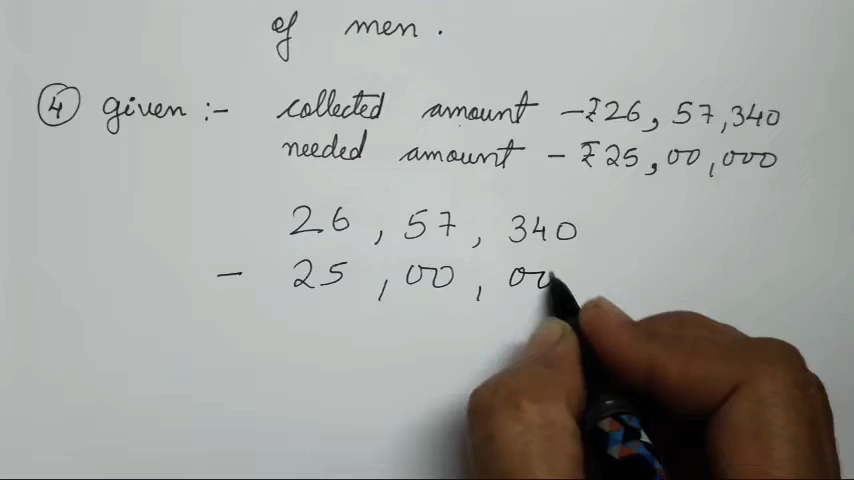 of men.
4 given :- collected amount - ₹26,57,340
needed amount - ₹25,00,000
26,57,340
- 25,00,00